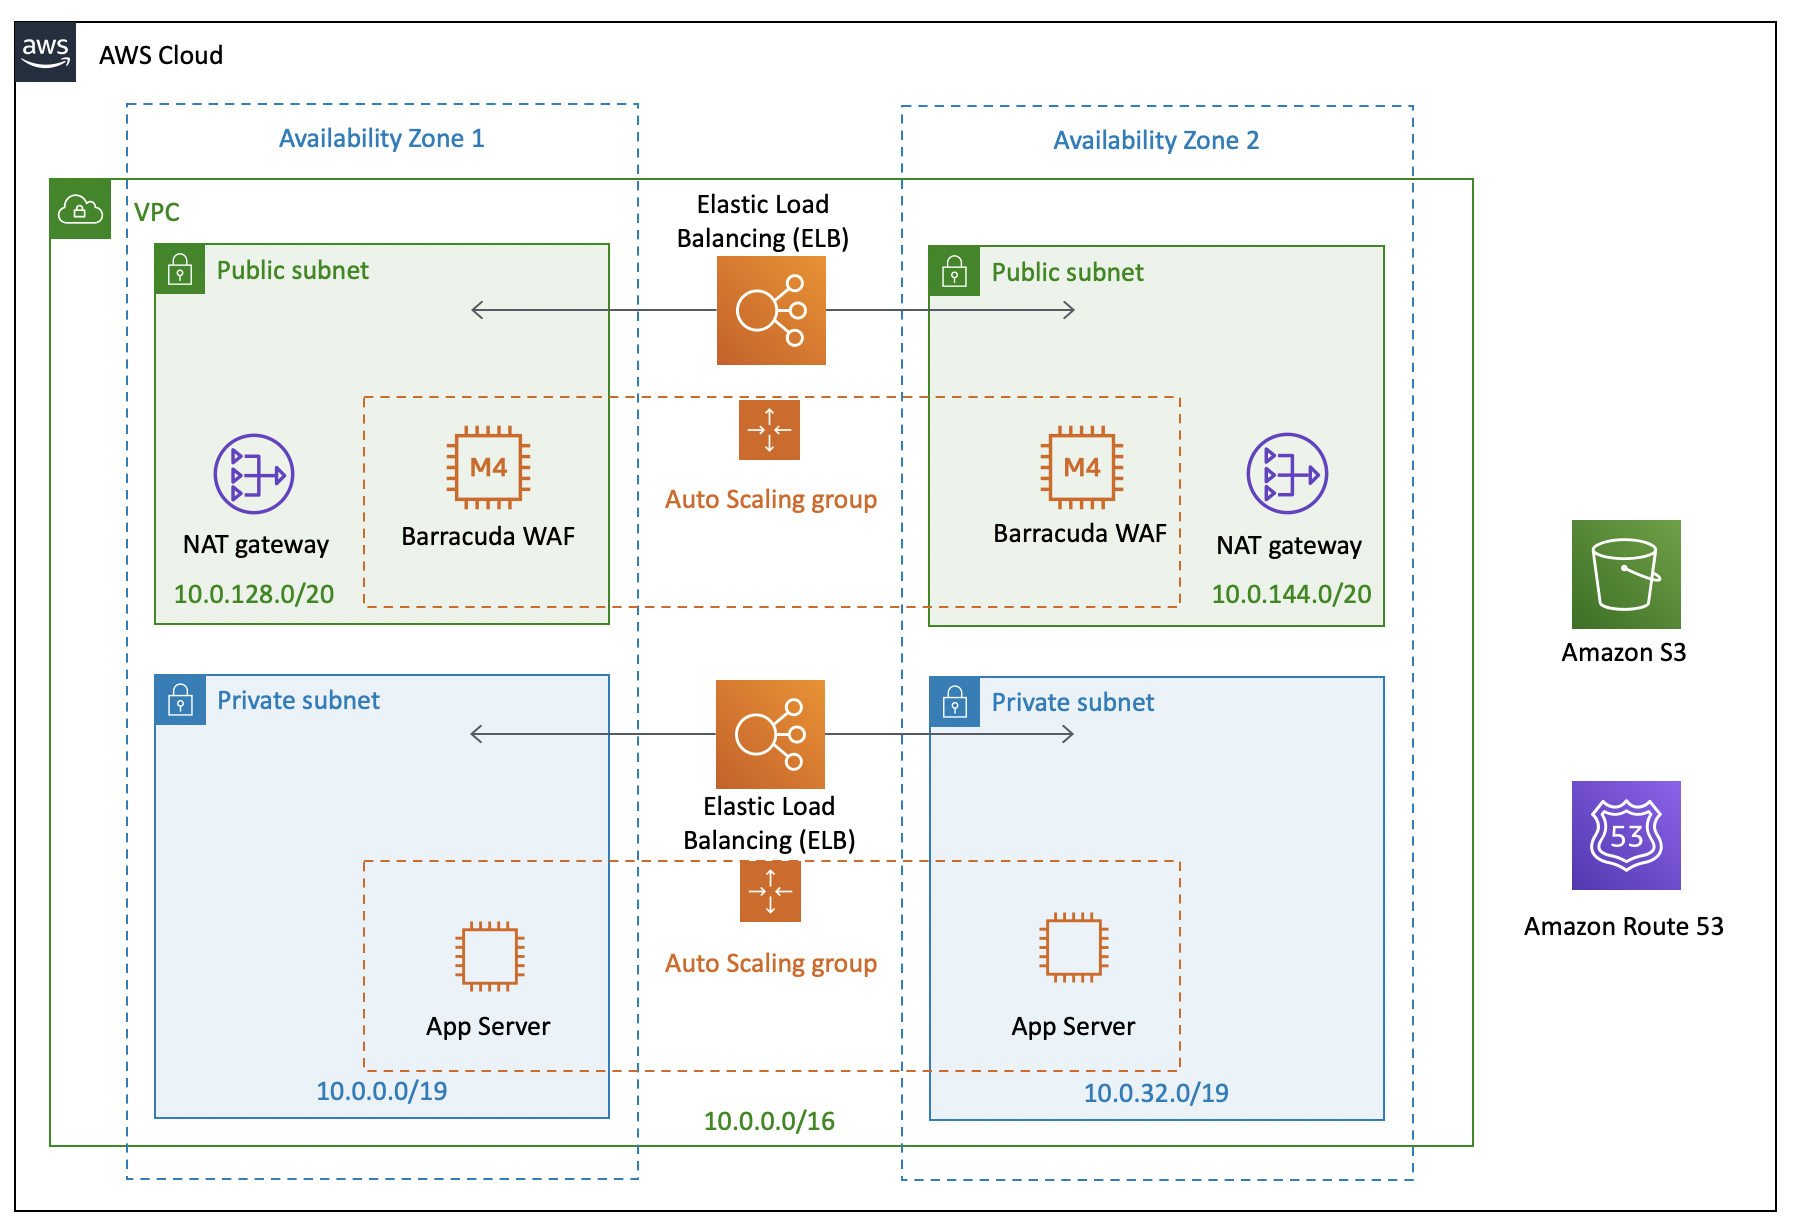 aws
AWS Cloud
Availability Zone 1
Availability Zone 2
VPC
Elastic Load
Balancing (ELB)
Public subnet
Public subnet
M4
M4
Auto Scaling group
Barracuda WAF
Barracuda WAF
NAT gateway
NAT gateway
10.0.128.0/20
10.0.144.0/20
Amazon S3
Private subnet
Private subnet
Elastic Load
Balancing (ELB)
53
Amazon Route 53
Auto Scaling group
App Server
App Server
10.0.0.0/19
10.0.32.0/19
10.0.0.0/16